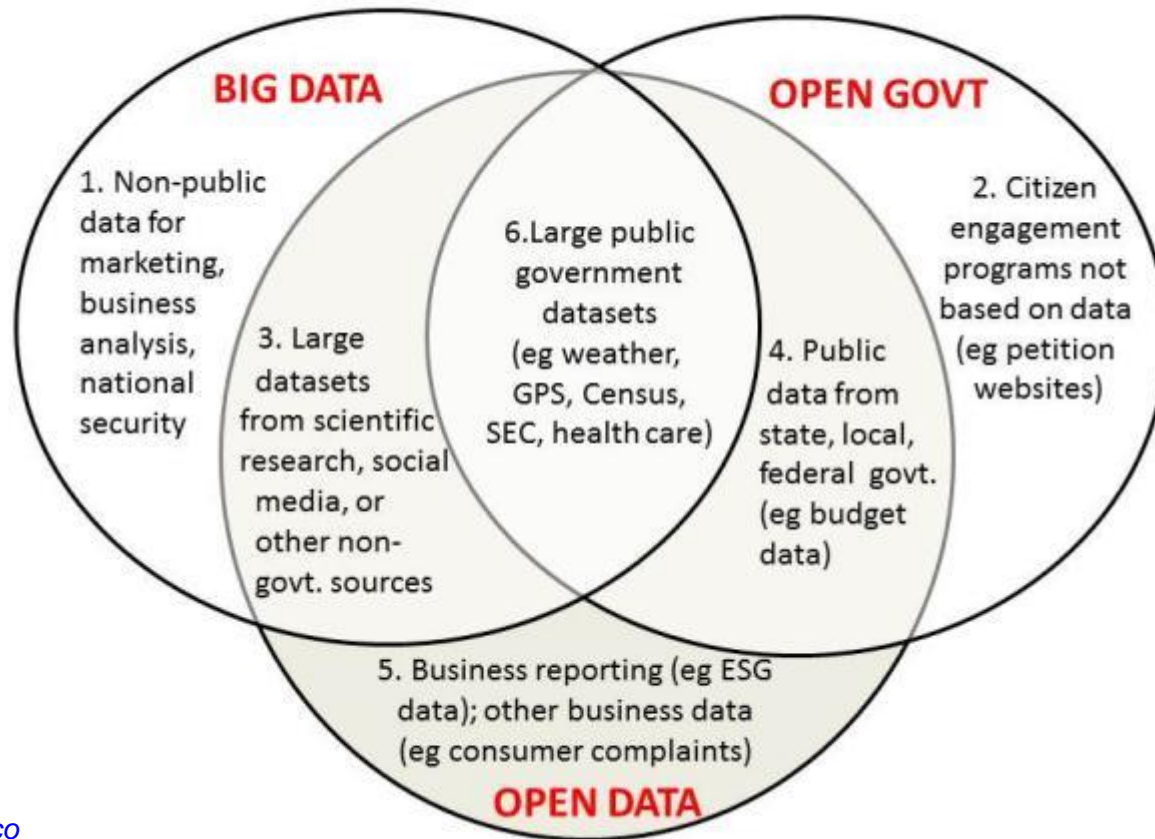 BIG DATA
OPEN GOVT
1. Non-public
data for
marketing,
business
analysis,
national
security
2. Citizen
engagement
programs not
based on data
(eg petition
websites)
6.Large public
government
datasets
(eg weather,
GPS, Census,
SEC, health care)
3. Large
datasets
from scientific
research, social
media, or
other non-
govt. sources
4. Public
data from
state, local,
federal govt.
(eg budget
data)
5. Business reporting (eg ESG
data); other business data
(eg consumer complaints)
OPEN DATA